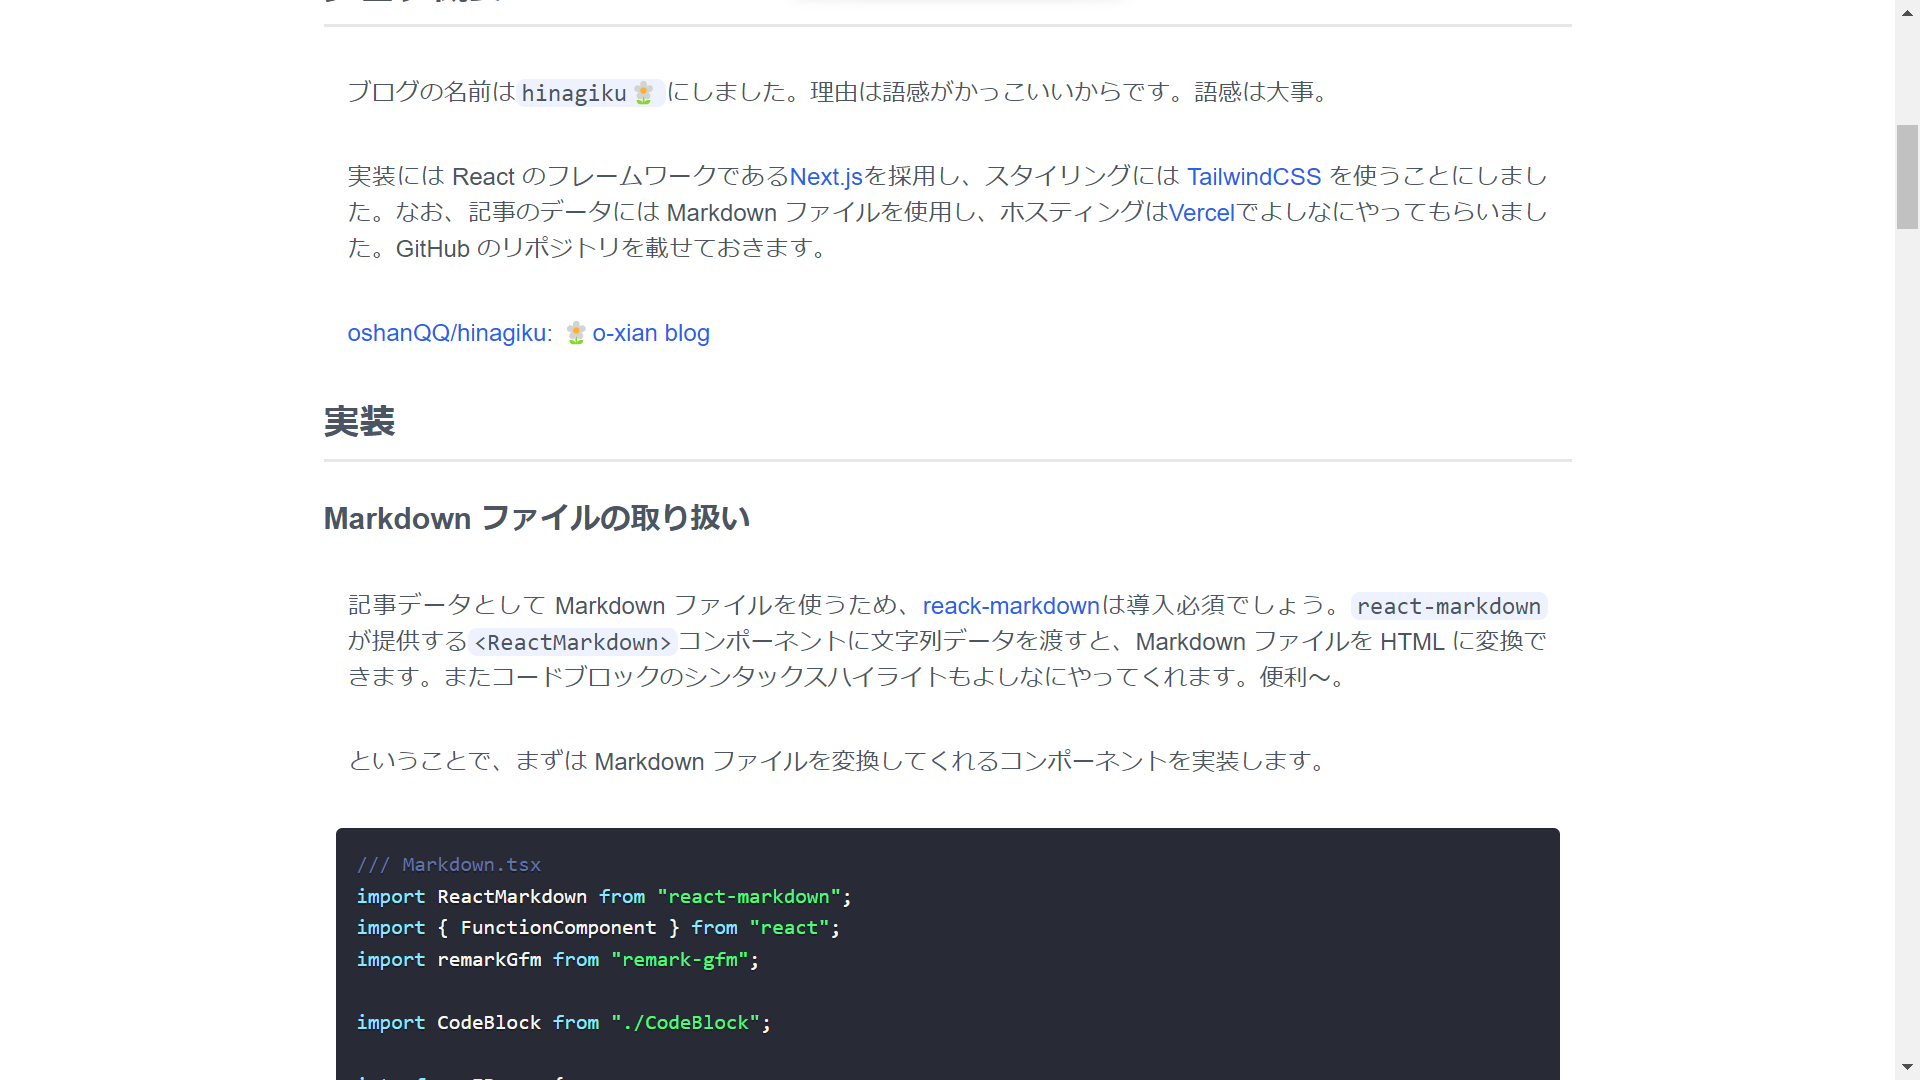 ブログの名前はhinagiku🌼にしました。理由は語感がかっこいいからです。語感は大事。
実装には React のフレームワークであるNext.jsを採用し、スタイリングには TailwindCSS を使うことにしまし
た。なお、記事のデータには Markdown ファイルを使用し、ホスティングはVercelでよしなにやってもらいまし
た。GitHub のリポジトリを載せておきます。
oshanQQ/hinagiku: 🌼 o-xian blog
実装
Markdown ファイルの取り扱い
記事データとして Markdown ファイルを使うため、reack-markdownは導入必須でしょう。react-markdown
が提供する<ReactMarkdown>コンポーネントに文字列データを渡すと、Markdown ファイルを HTML に変換で
きます。またコードブロックのシンタックスハイライトもよしなにやってくれます。便利〜。
ということで、まずは Markdown ファイルを変換してくれるコンポーネントを実装します。
/// Markdown.tsx
import ReactMarkdown from "react-markdown";
import { FunctionComponent } from "react";
import remarkGfm from "remark-gfm";
import CodeBlock from "./CodeBlock";